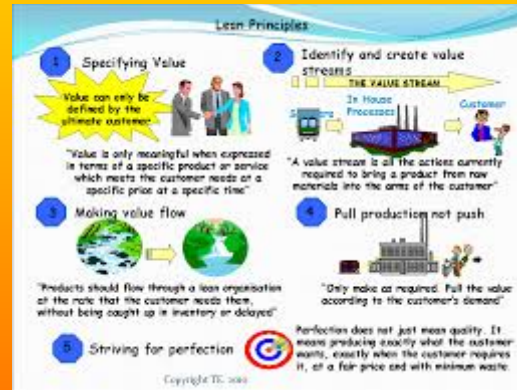 Lean Principles
1 Specifying Value
Value can only be
defined by the
ultimate customer
"Value is only meaningful when expressed
in terms of a specific product or service
which meets the customer needs at a
specific price at a specific time"
2 Identify and create value
streams
THE VALUE STREAM
In House
Processes
Customer
"A value stream is all the actions currently
required to bring a product from raw
materials into the arms of the customer"
3 Making value flow
"Products should flow through a lean organisation
at the rate that the customer needs them,
without being caught up in inventory or delayed"
4 Pull production not push
"Only make as required. Pull the value
according to the customer's demand"
5 Striving for perfection
Perfection does not just mean quality. It
means producing exactly what the customer
wants, exactly when the customer requires
it, at a fair price and with minimum waste
Copyright